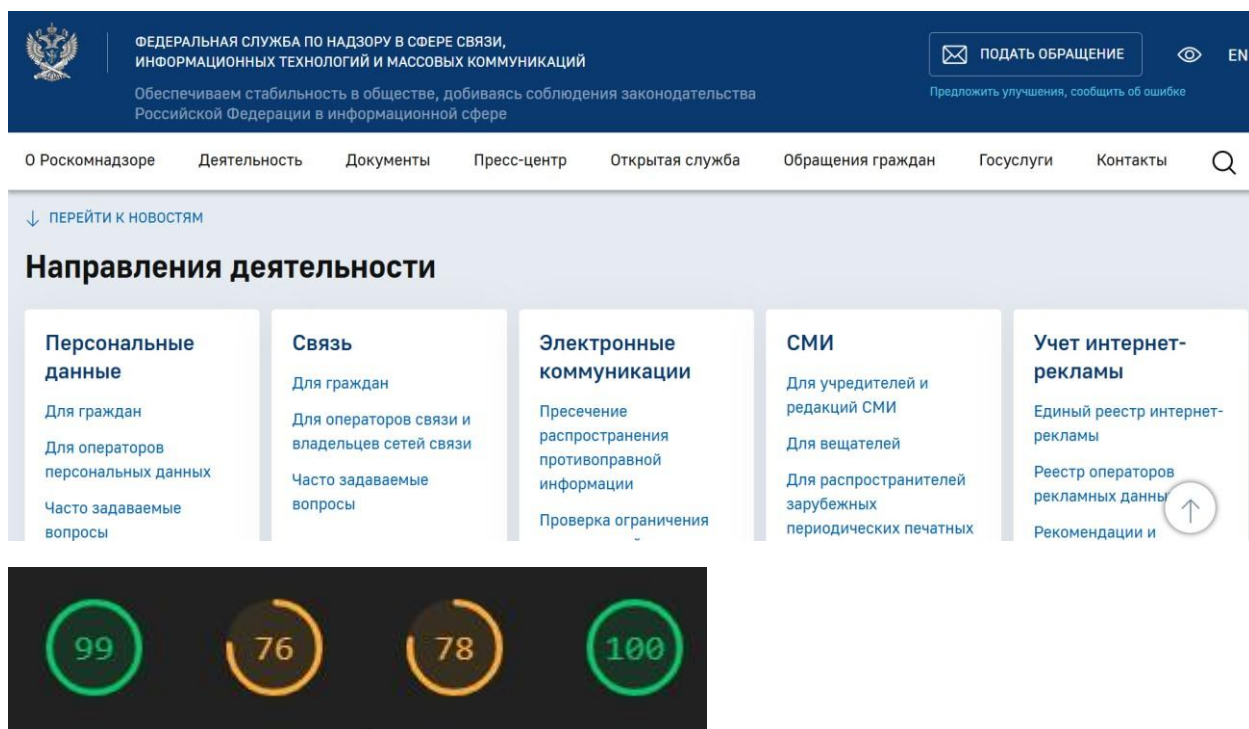 ФЕДЕРАЛЬНАЯ СЛУЖБА ПО НАДЗОРУ В СФЕРЕ СВЯЗИ,
ИНФОРМАЦИОННЫХ ТЕХНОЛОГИЙ И МАССОВЫХ КОММУНИКАЦИЙ
Обеспечиваем стабильность в обществе, добиваясь соблюдения законодательства
Российской Федерации в информационной сфере
ПОДАТЬ ОБРАЩЕНИЕ
EN
Предложить улучшения, сообщить об ошибке
О Роскомнадзоре Деятельность Документы Пресс-центр Открытая служба Обращения граждан Госуслуги Контакты
ПЕРЕЙТИ К НОВОСТЯМ
Направления деятельности
Персональные
данные
Для граждан
Для операторов
персональных данных
Часто задаваемые
вопросы
Связь
Для граждан
Для операторов связи и
владельцев сетей связи
Часто задаваемые
вопросы
Электронные
коммуникации
Пресечение
распространения
противоправной
информации
Проверка ограничения
СМИ
Для учредителей и
редакций СМИ
Для вещателей
Для распространителей
зарубежных
периодических печатных
Учет интернет-
рекламы
Единый реестр интернет-
рекламы
Реестр операторов
рекламных данны
Рекомендации и
99 76 78 100